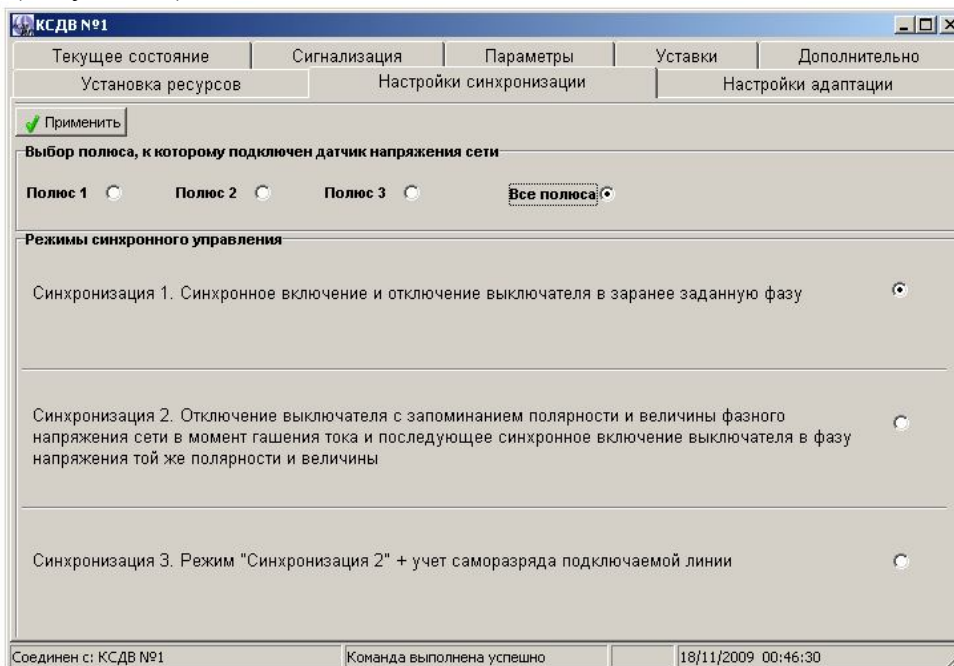 КСДВ №1
Текущее состояние Сигнализация Параметры Уставки Дополнительно
Установка ресурсов Настройки синхронизации Настройки адаптации
Применить
Выбор полюса, к которому подключен датчик напряжения сети
Полюс 1 Полюс 2 Полюс 3 Все полюса
Режимы синхронного управления
Синхронизация 1. Синхронное включение и отключение выключателя в заранее заданную фазу
Синхронизация 2. Отключение выключателя с запоминанием полярности и величины фазного
напряжения сети в момент гашения тока и последующее синхронное включение выключателя в фазу
напряжения той же полярности и величины
Синхронизация 3. Режим "Синхронизация 2" + учет саморазряда подключаемой линии
Соединен с: КСДВ №1 Команда выполнена успешно 18/11/2009 00:46:30